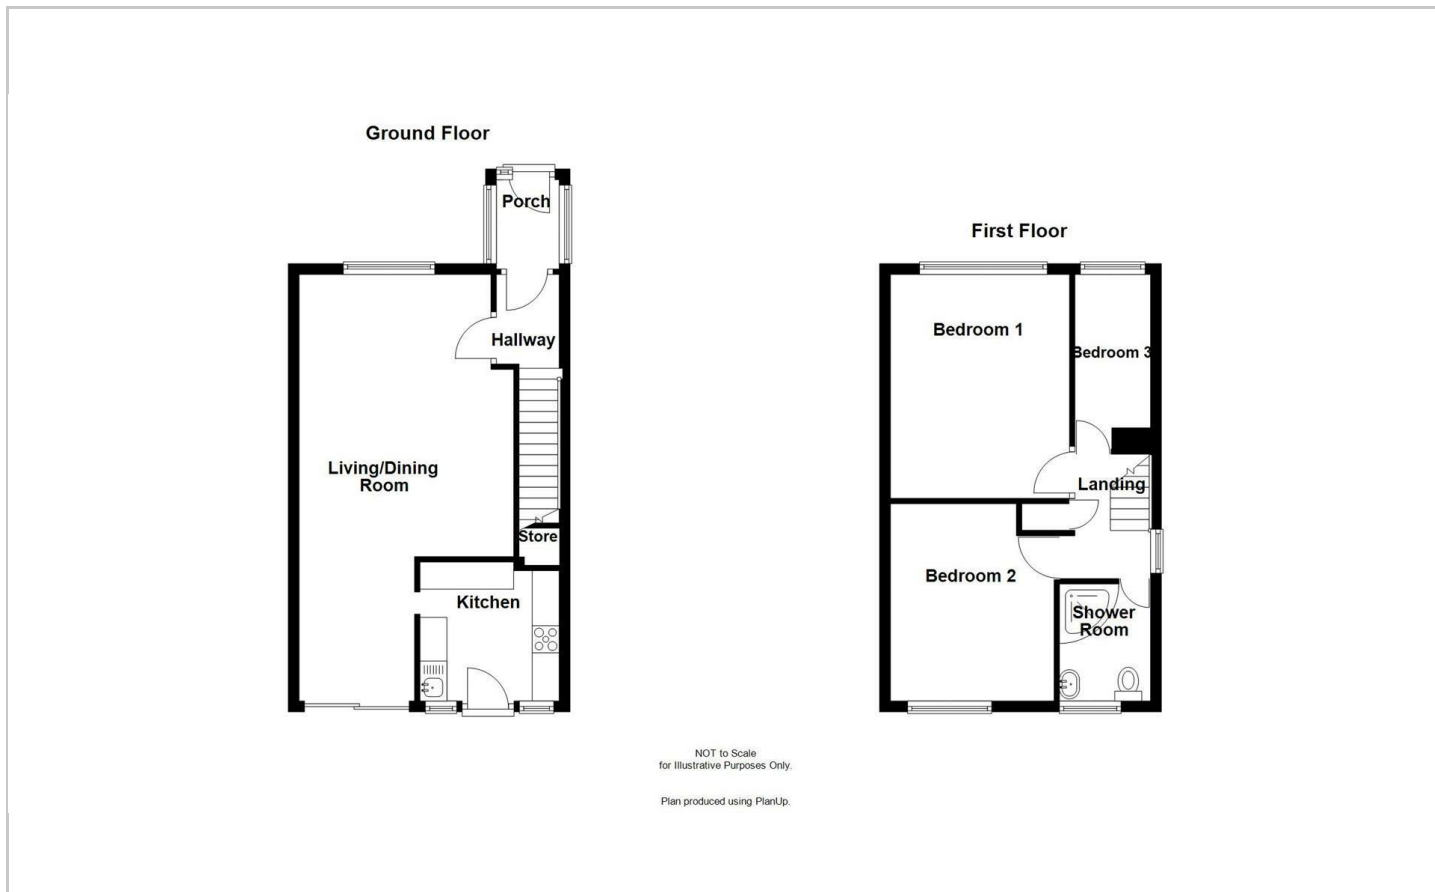 Ground Floor
Porch
Hallway
Living/Dining
Room
Store
Kitchen
First Floor
Bedroom 1
Bedroom 3
Landing
Bedroom 2
Shower
Room
NOT to Scale
for Illustrative Purposes Only.
Plan produced using PlanUp.